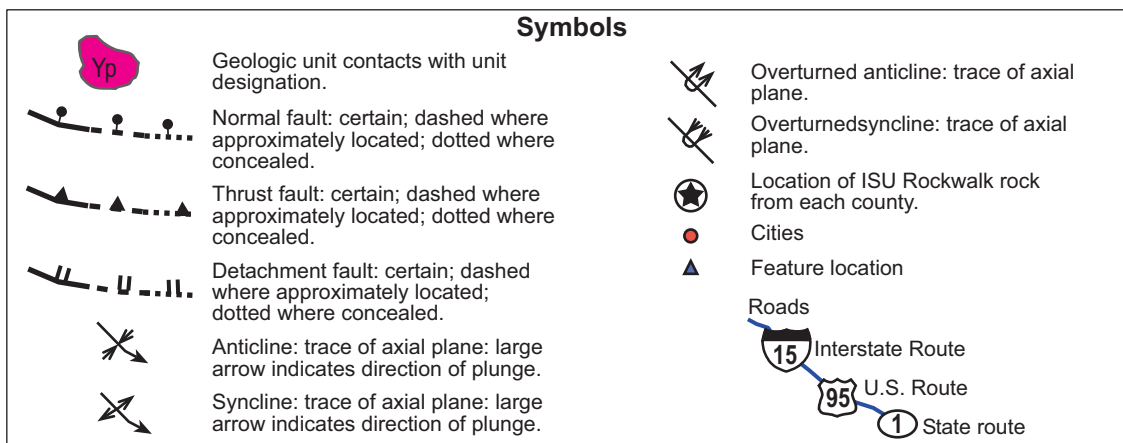 Symbols
Yp
Geologic unit contacts with unit
designation.
Normal fault: certain; dashed where
approximately located; dotted where
concealed.
Thrust fault: certain; dashed where
approximately located; dotted where
concealed.
Detachment fault: certain; dashed
where approximately located;
dotted where concealed.
Anticline: trace of axial plane: large
arrow indicates direction of plunge.
Syncline: trace of axial plane: large
arrow indicates direction of plunge.
Overturned anticline: trace of axial
plane.
Overturnedsyncline: trace of axial
plane.
Location of ISU Rockwalk rock
from each county.
Cities
Feature location
Roads
15 Interstate Route
95 U.S. Route
1 State route